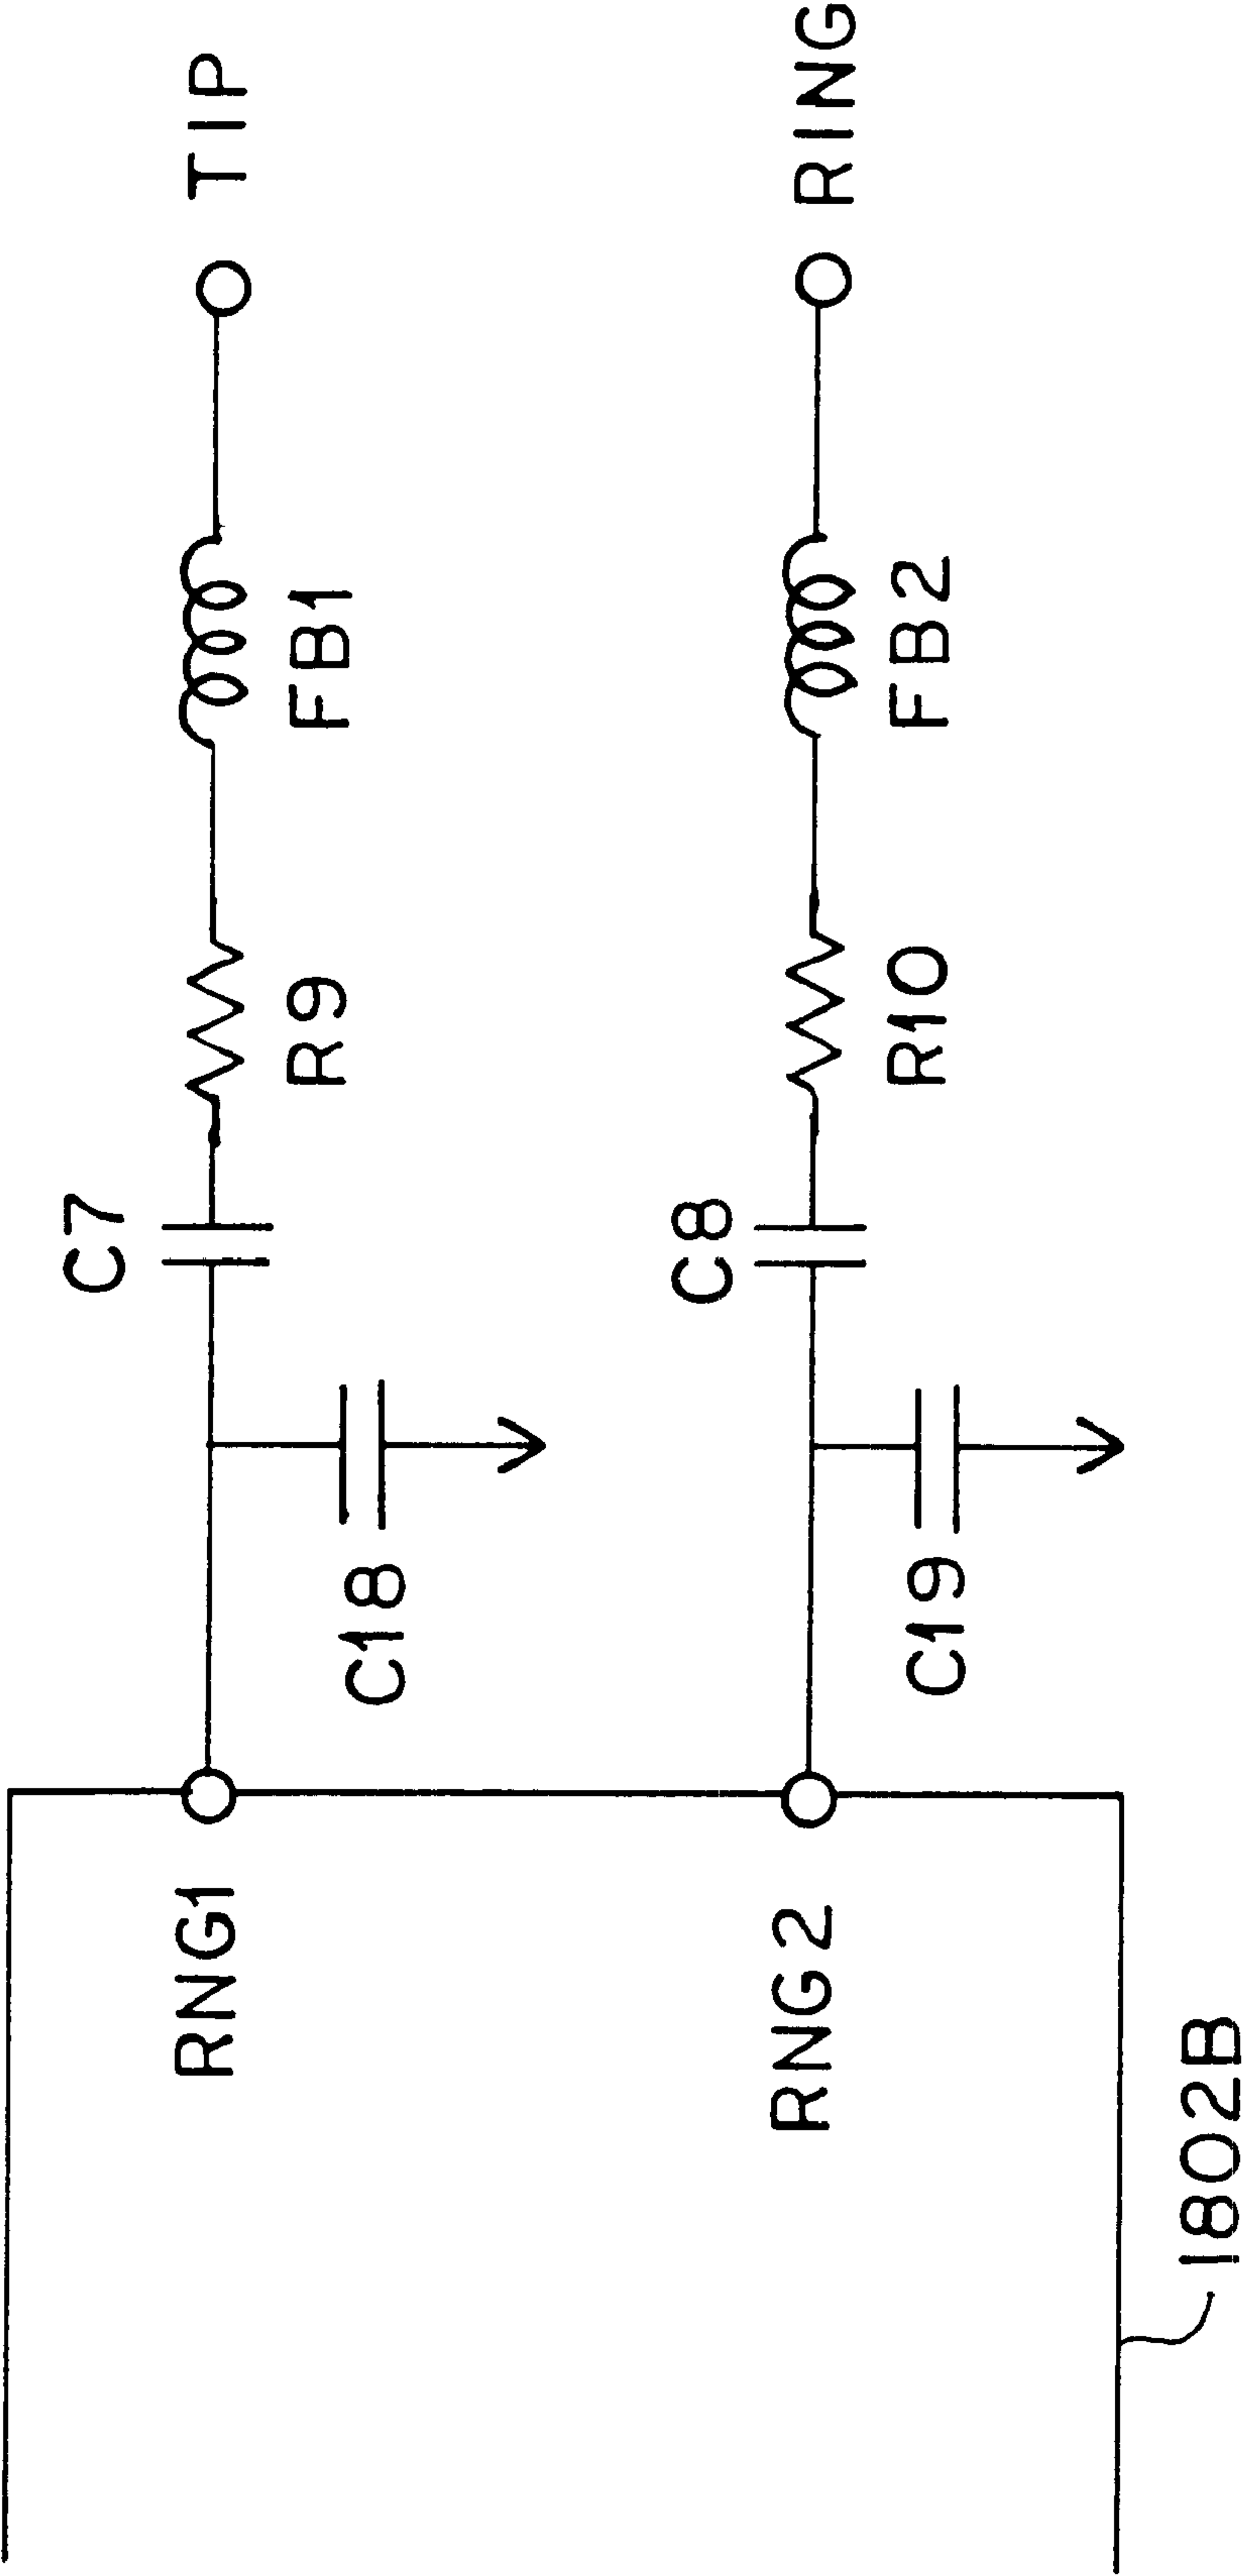 C7
R9
FB1
TIP
RNG1
C18
C8
R10
FB2
RING
RNG2
C19
1802B